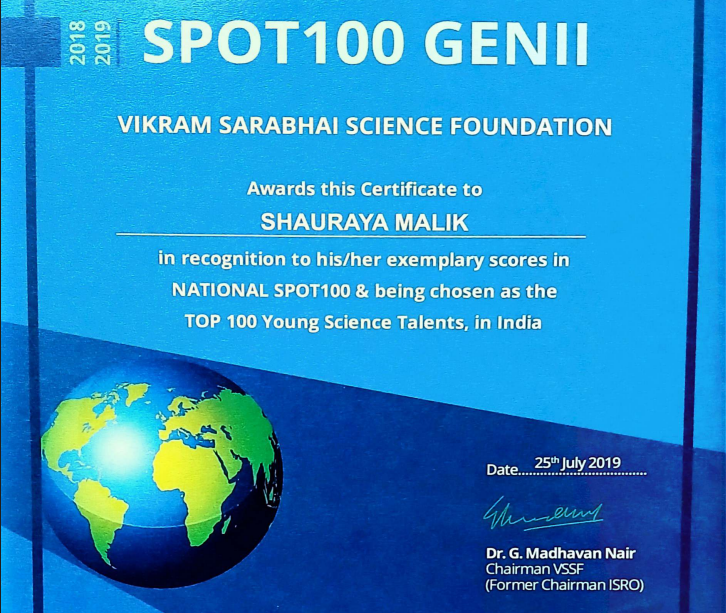 2018
2019
SPOT100 GENII
VIKRAM SARABHAI SCIENCE FOUNDATION
Awards this Certificate to
SHAURAYA MALIK
in recognition to his/her exemplary scores in
NATIONAL SPOT100 & being chosen as the
TOP 100 Young Science Talents, in India
Date....25th July 2019....
Dr. G. Madhavan Nair
Chairman VSSF
(Former Chairman ISRO)